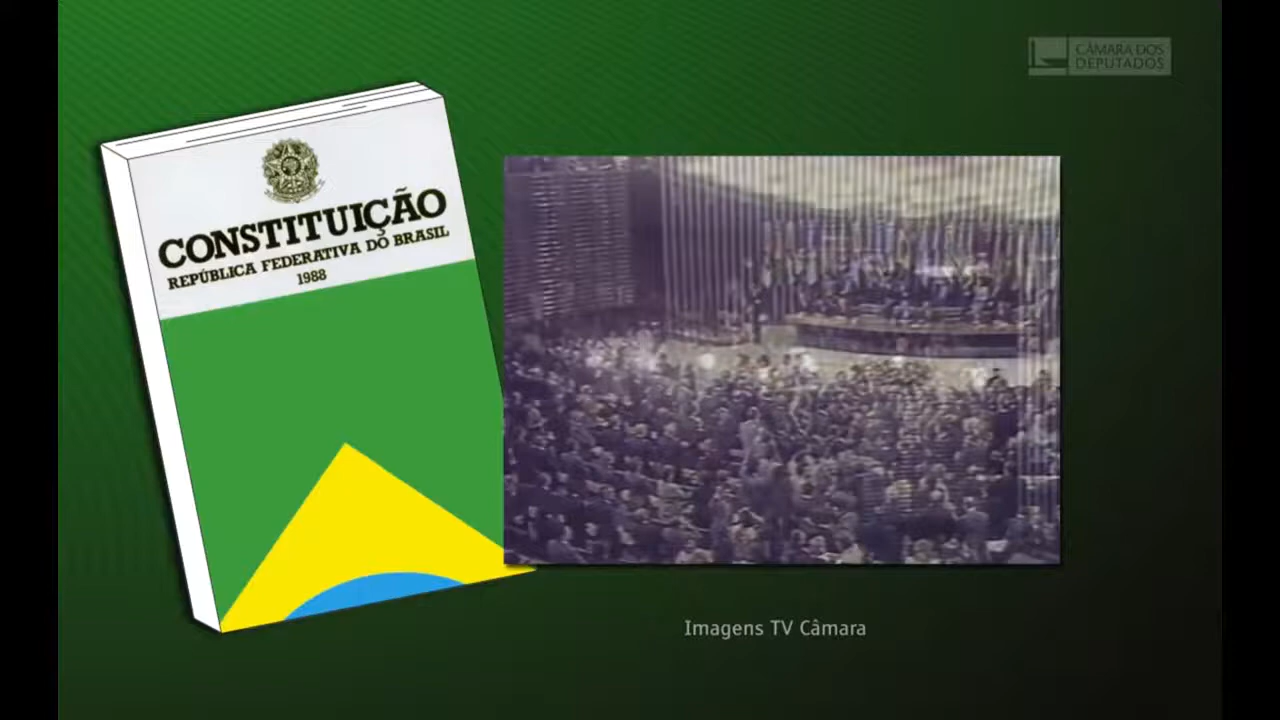 CÂMARA DOS
DEPUTADOS
CONSTITUIÇÃO
REPÚBLICA FEDERATIVA DO BRASIL
1988
Imagens TV Câmara